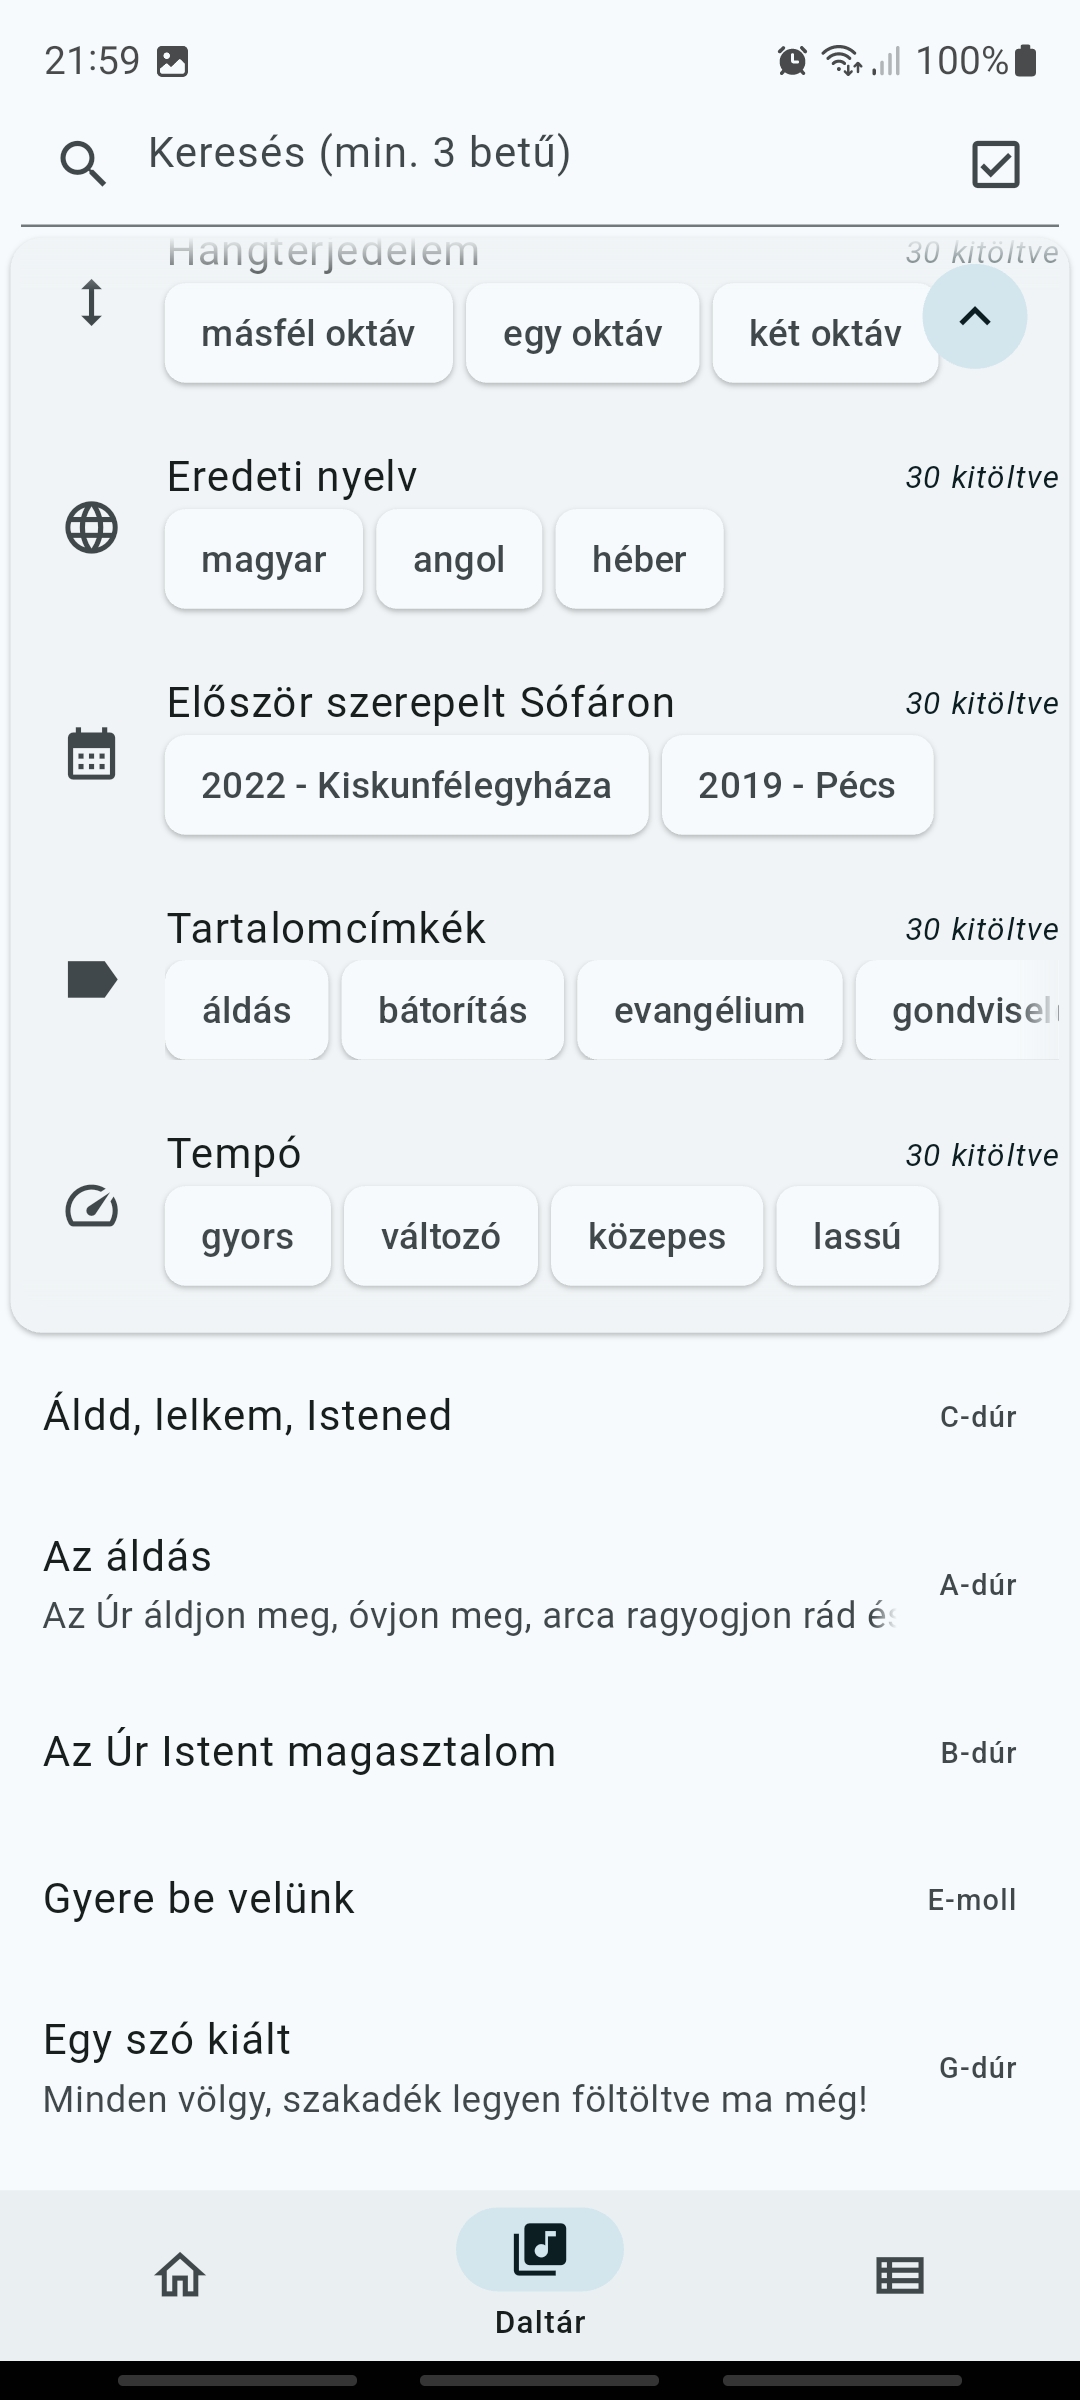 21:59 100%
Keresés (min. 3 betű)
Hangterjedelem 30 kitöltve
másfél oktáv egy oktáv két oktáv
Eredeti nyelv 30 kitöltve
magyar angol héber
Először szerepelt Sófáron 30 kitöltve
2022 - Kiskunfélegyháza 2019 - Pécs
Tartalomcímkék 30 kitöltve
áldás bátorítás evangélium
Tempó 30 kitöltve
gyors változó közepes lassú
Áldd, lelkem, Istened C-dúr
Az áldás
Az Úr áldjon meg, óvjon meg, arca ragyogjon rád és A-dúr
Az Úr Istent magasztalom B-dúr
Gyere be velünk E-moll
Egy szó kiált
Minden völgy, szakadék legyen föltöltve ma még! G-dúr
Daltár